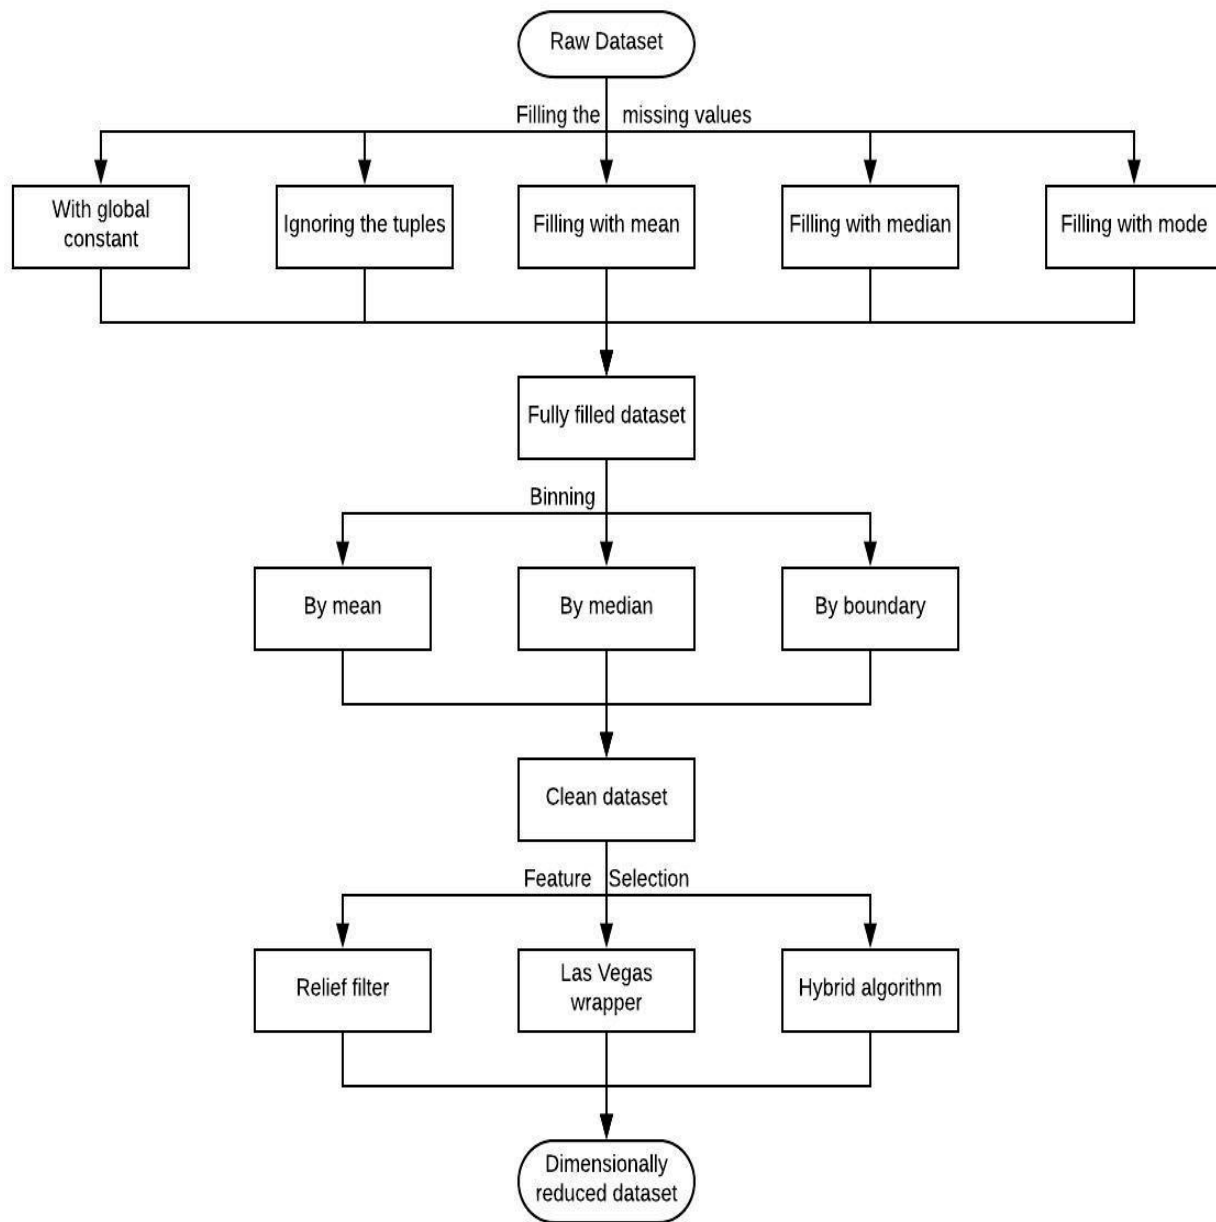 Raw Dataset
Filling the missing values
With global
constant
Ignoring the tuples
Filling with mean
Filling with median
Filling with mode
Fully filled dataset
Binning
By mean
By median
By boundary
Clean dataset
Feature Selection
Relief filter
Las Vegas
wrapper
Hybrid algorithm
Dimensionally
reduced dataset